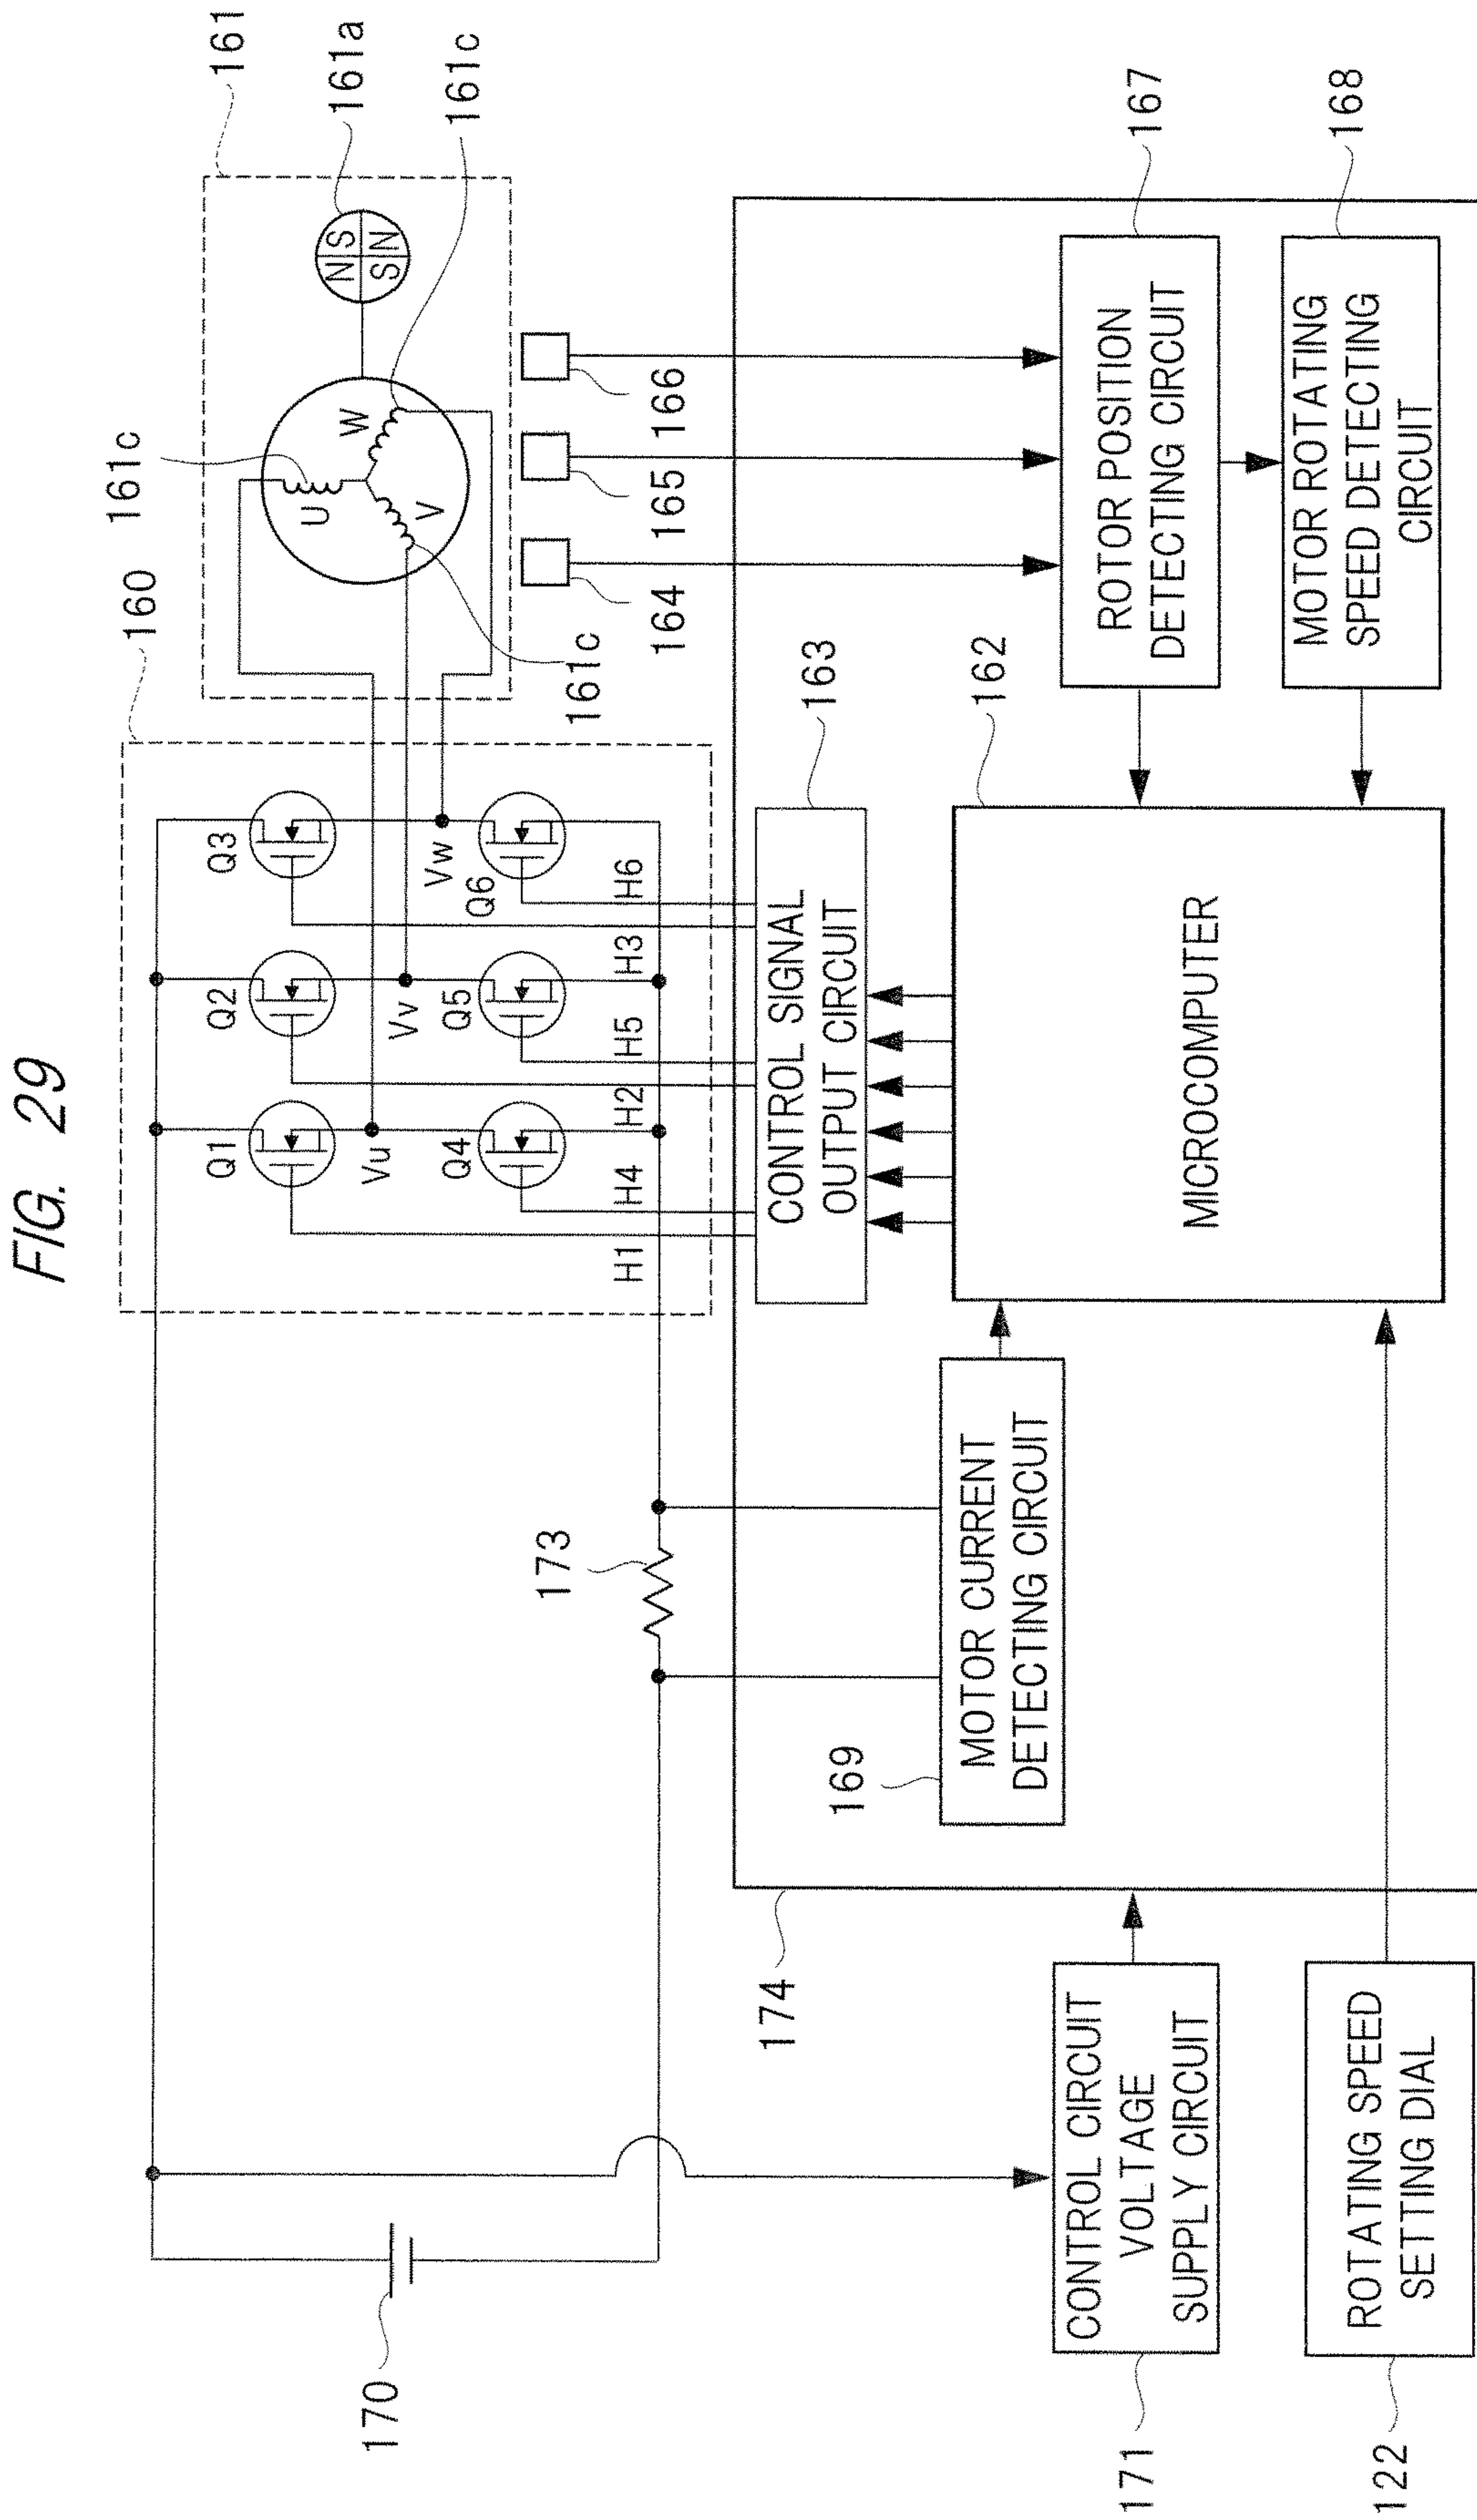 FIG. 29
160
161
161a
161c
161c
161c
N
S
S
N
U
W
V
Q1
Q2
Q3
Vu
Vv
Vw
Q4
Q5
Q6
H1
H4
H2
H5
H3
H6
170
173
164
165
166
174
163
CONTROL SIGNAL
OUTPUT CIRCUIT
169
MOTOR CURRENT
DETECTING CIRCUIT
162
MICROCOMPUTER
ROTOR POSITION
DETECTING CIRCUIT
167
MOTOR ROTATING
SPEED DETECTING
CIRCUIT
168
171
CONTROL CIRCUIT
VOLTAGE
SUPPLY CIRCUIT
122
ROTATING SPEED
SETTING DIAL